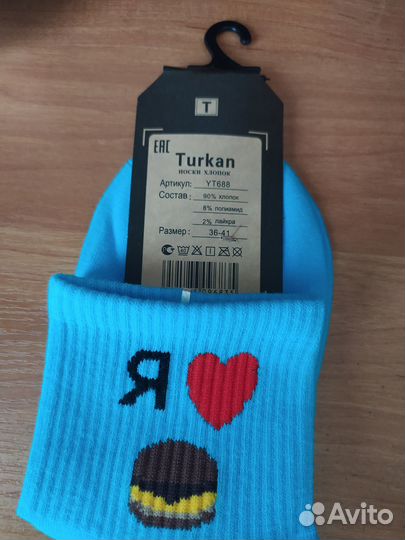 T
EAC
Turkan
носки хлопок
Артикул: YT688
Состав: 90% хлопок
8% полиамид
2% лайкра
Размер: 36-41
Я
Avito